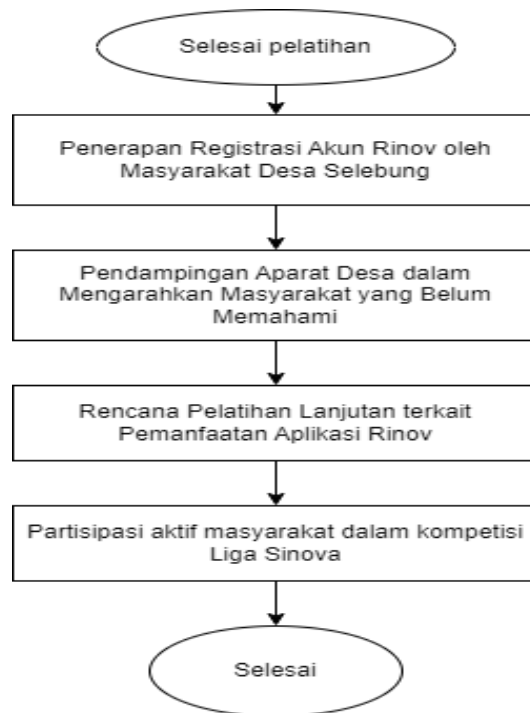 Selesai pelatihan
Penerapan Registrasi Akun Rinov oleh
Masyarakat Desa Selebung
Pendampingan Aparat Desa dalam
Mengarahkan Masyarakat yang Belum
Memahami
Rencana Pelatihan Lanjutan terkait
Pemanfaatan Aplikasi Rinov
Partisipasi aktif masyarakat dalam kompetisi
Liga Sinova
Selesai